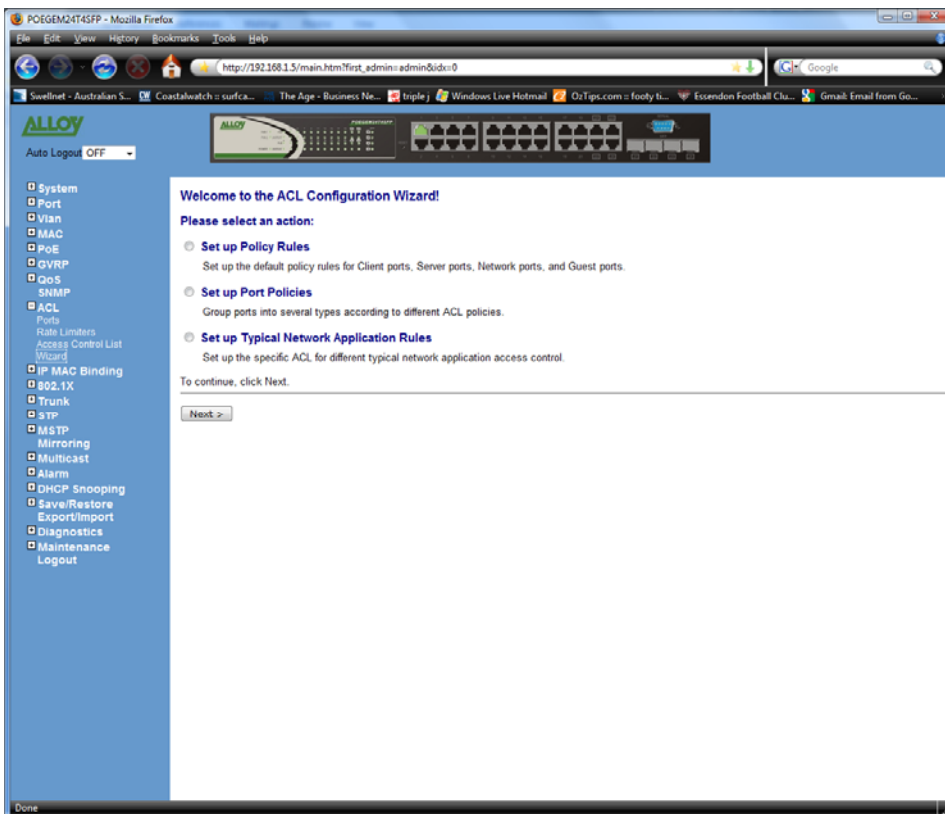 POEGEM24T4SFP - Mozilla Firefox
File Edit View History Bookmarks Tools Help
http://192.168.1.5/main.htm?first_admin=admin&idx=0
Google
Swellnet - Australian S... CW Coastalwatch :: surfca... The Age - Business Ne... triple j Windows Live Hotmail OzTips.com :: footy ti... Essendon Football Clu... Gmail: Email from Go...
ALLOY
ALLOY
Auto Logout OFF
System
Port
Vlan
MAC
PoE
GVRP
QoS
SNMP
ACL
Ports
Rate Limiters
Access Control List
Wizard
IP MAC Binding
802.1X
Trunk
STP
MSTP
Mirroring
Multicast
Alarm
DHCP Snooping
Save/Restore
Export/Import
Diagnostics
Maintenance
Logout
Welcome to the ACL Configuration Wizard!
Please select an action:
Set up Policy Rules
Set up the default policy rules for Client ports, Server ports, Network ports, and Guest ports.
Set up Port Policies
Group ports into several types according to different ACL policies.
Set up Typical Network Application Rules
Set up the specific ACL for different typical network application access control.
To continue, click Next.
Next >
Done